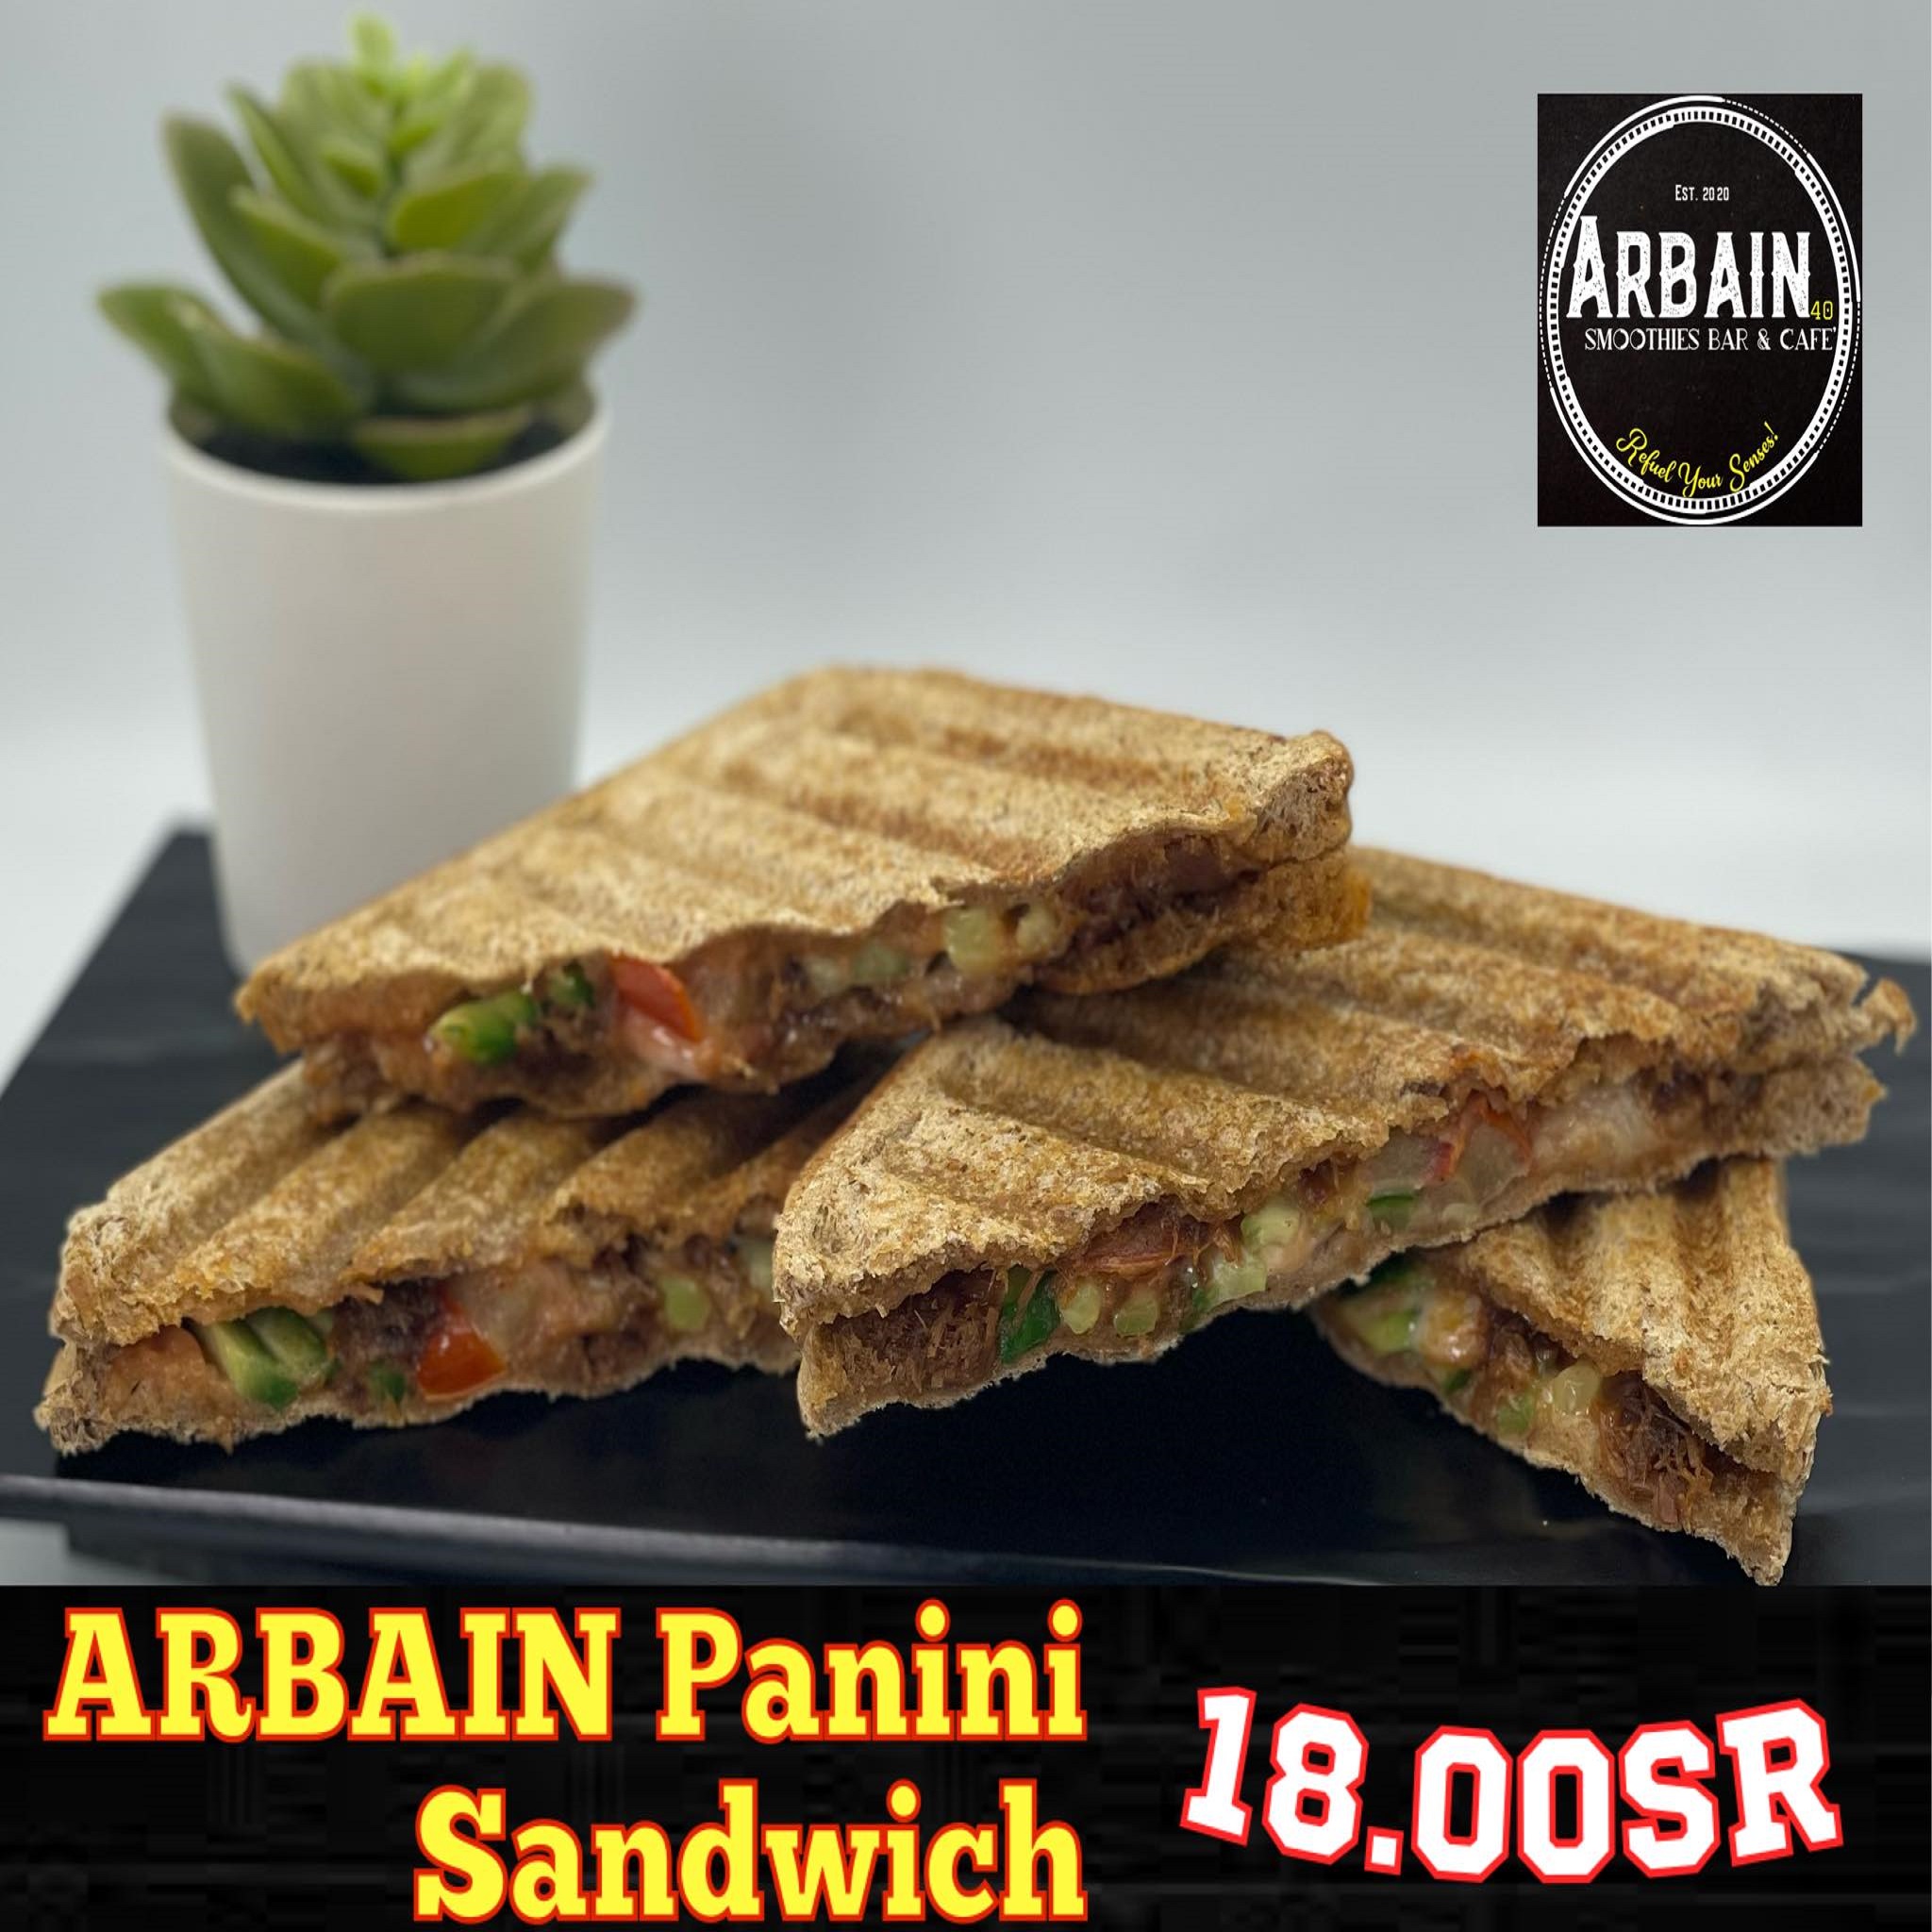 EST. 2020
ARBAIN 40
SMOOTHIES BAR & CAFE'
Refuel Your Senses!
ARBAIN Panini
Sandwich
18.00SR